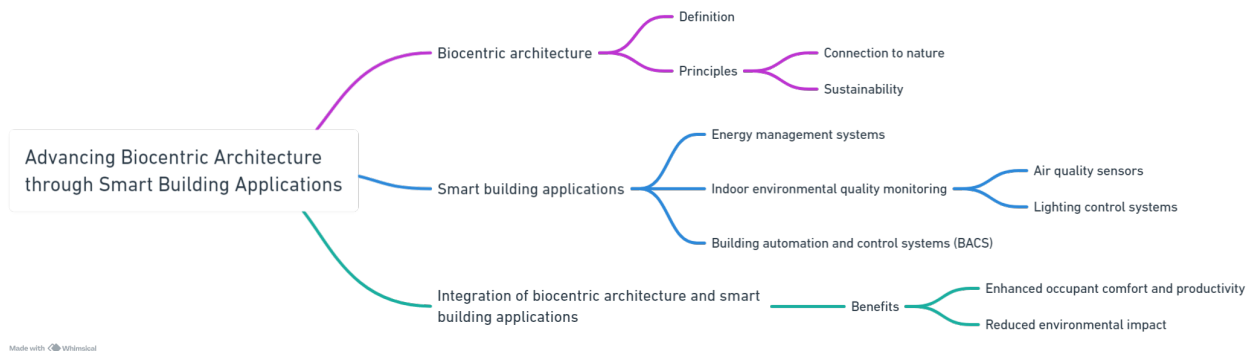 Advancing Biocentric Architecture
through Smart Building Applications
Biocentric architecture
Definition
Principles
Connection to nature
Sustainability
Smart building applications
Energy management systems
Indoor environmental quality monitoring
Air quality sensors
Lighting control systems
Building automation and control systems (BACS)
Integration of biocentric architecture and smart
building applications
Benefits
Enhanced occupant comfort and productivity
Reduced environmental impact
Made with Whimsical